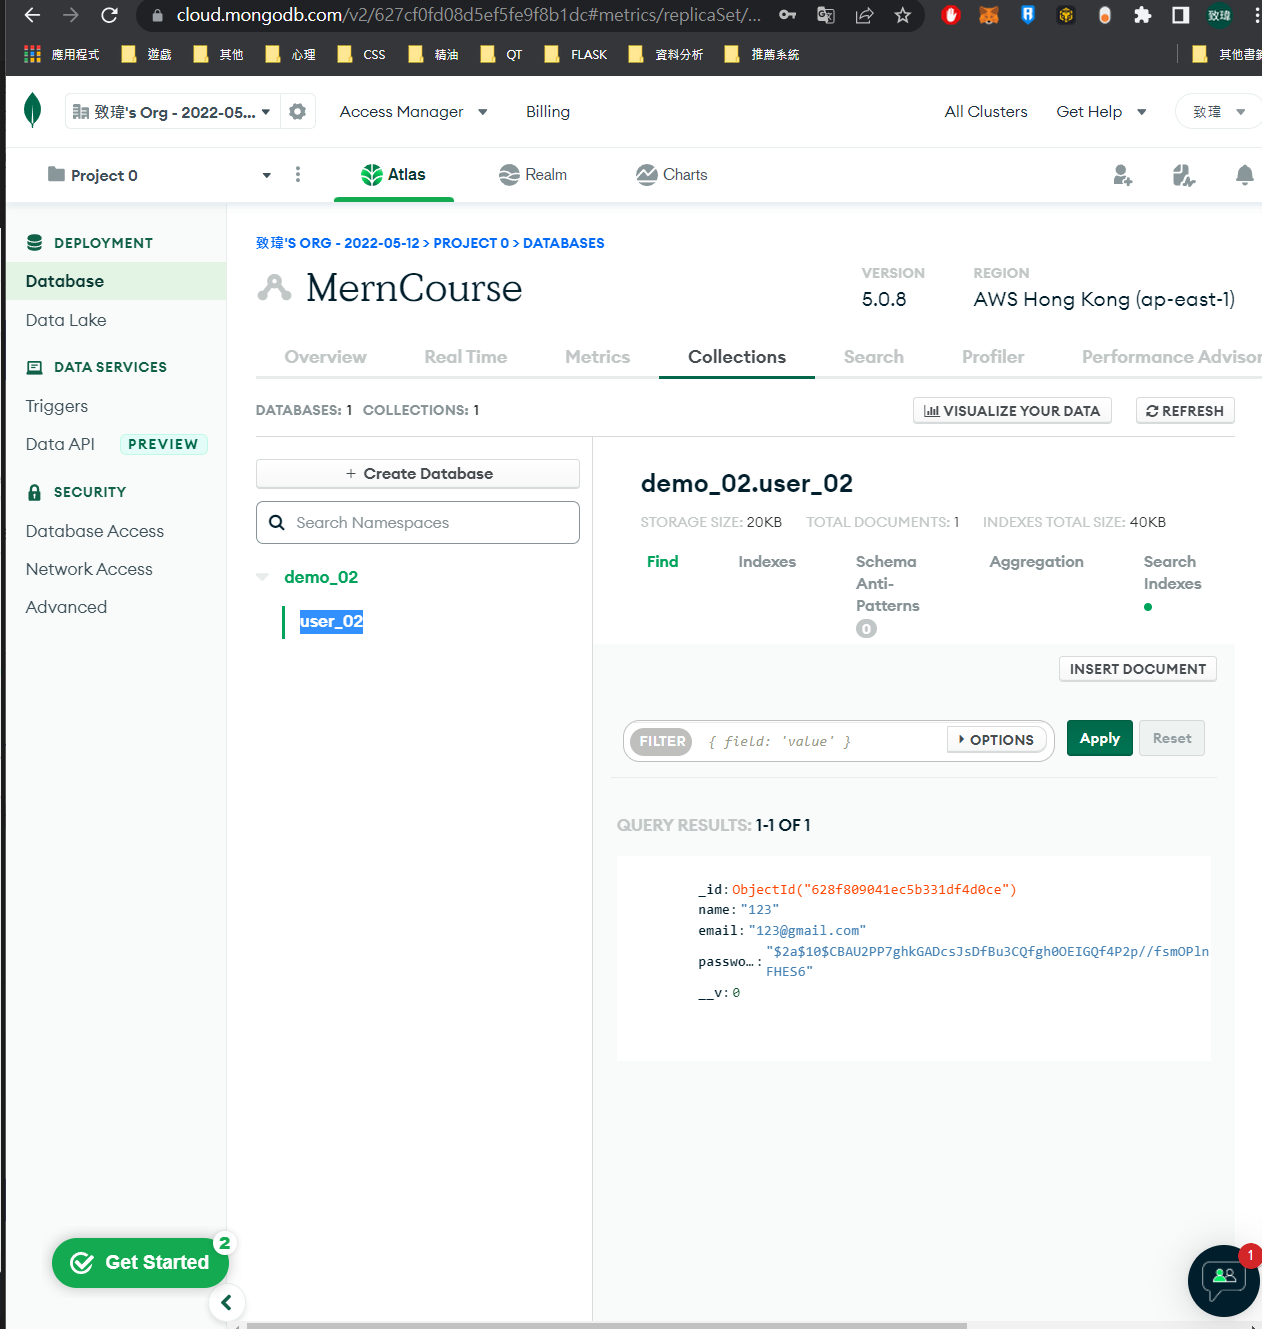 cloud.mongodb.com/v2/627cf0fd08d5ef5fe9f8b1dc#metrics/replicaSet/...
致瑋
應用程式 遊戲 其他 心理 CSS 精油 QT FLASK 資料分析 推薦系統 其他書籤
致瑋's Org - 2022-05... Access Manager Billing All Clusters Get Help 致瑋
Project 0 Atlas Realm Charts
DEPLOYMENT
Database
Data Lake
DATA SERVICES
Triggers
Data API PREVIEW
SECURITY
Database Access
Network Access
Advanced
致瑋'S ORG - 2022-05-12 > PROJECT 0 > DATABASES
MernCourse
VERSION
5.0.8
REGION
AWS Hong Kong (ap-east-1)
Overview Real Time Metrics Collections Search Profiler Performance Advisor
DATABASES: 1 COLLECTIONS: 1
VISUALIZE YOUR DATA
REFRESH
+ Create Database
Search Namespaces
demo_02
user_02
demo_02.user_02
STORAGE SIZE: 20KB TOTAL DOCUMENTS: 1 INDEXES TOTAL SIZE: 40KB
Find
Indexes
Schema
Anti-
Patterns
0
Aggregation
Search
Indexes
INSERT DOCUMENT
FILTER { field: 'value' } OPTIONS Apply Reset
QUERY RESULTS: 1-1 OF 1
_id: ObjectId("628f809041ec5b331df4d0ce")
name: "123"
email: "123@gmail.com"
passwo…: "$2a$10$CBAU2PP7ghkGADcsJsDfBu3CQfgh0OEIGQf4P2p//fsmOPln
FHES6"
__v: 0
Get Started
2
1